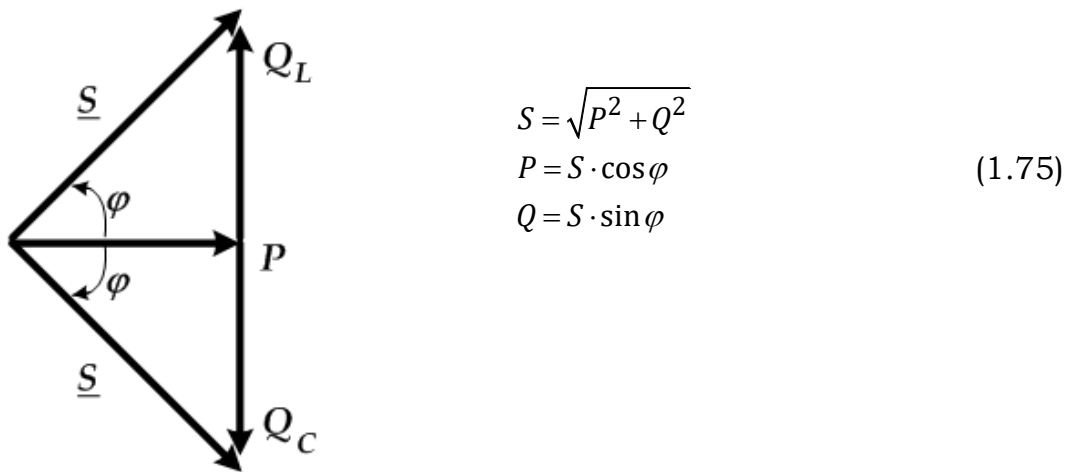 Q_L
S
φ
P
φ
S
Q_C
S = √(P² + Q²)
P = S · cos φ
Q = S · sin φ
(1.75)